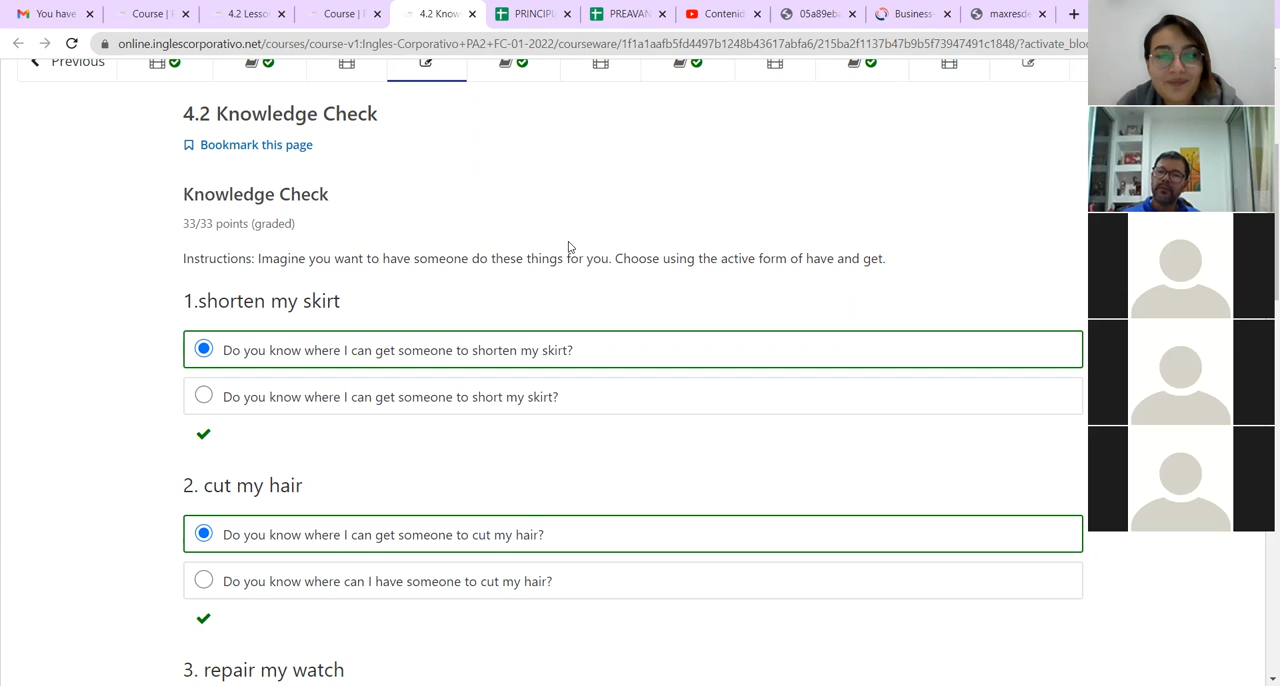 You have
Course | F
4.2 Lesso
Course | F
4.2 Know
PRINCIPI
PREAVAN
Contenid
05a89eb
Business
maxresde
online.inglescorporativo.net/courses/course-v1:Ingles-Corporativo+PA2+FC-01-2022/courseware/1f1a1aafb5fd4497b1248b43617abfa6/215ba2f1137b47b9b5f73947491c1848/?activate_bloc
Previous
4.2 Knowledge Check
Bookmark this page
Knowledge Check
33/33 points (graded)
Instructions: Imagine you want to have someone do these things for you. Choose using the active form of have and get.
1.shorten my skirt
Do you know where I can get someone to shorten my skirt?
Do you know where I can get someone to short my skirt?
2. cut my hair
Do you know where I can get someone to cut my hair?
Do you know where can I have someone to cut my hair?
3. repair my watch